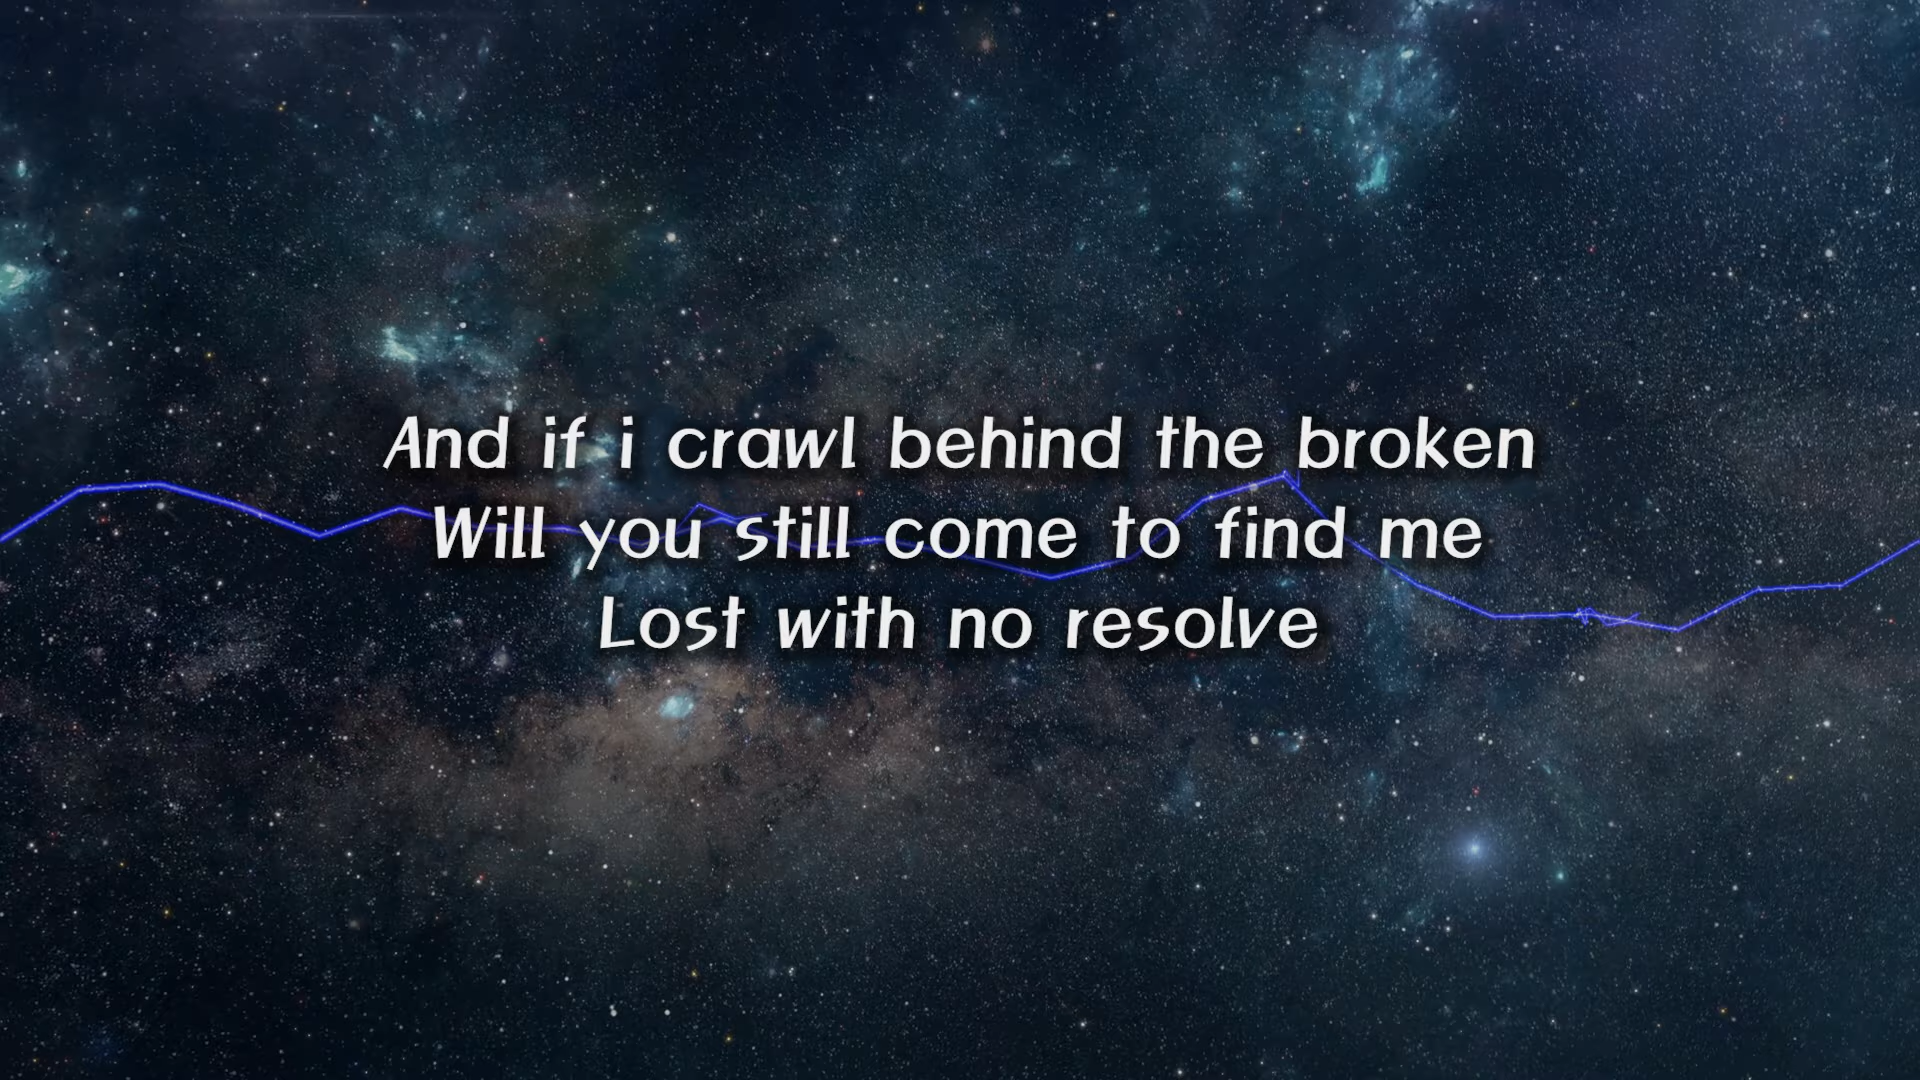 And if i crawl behind the broken
Will you still come to find me
Lost with no resolve